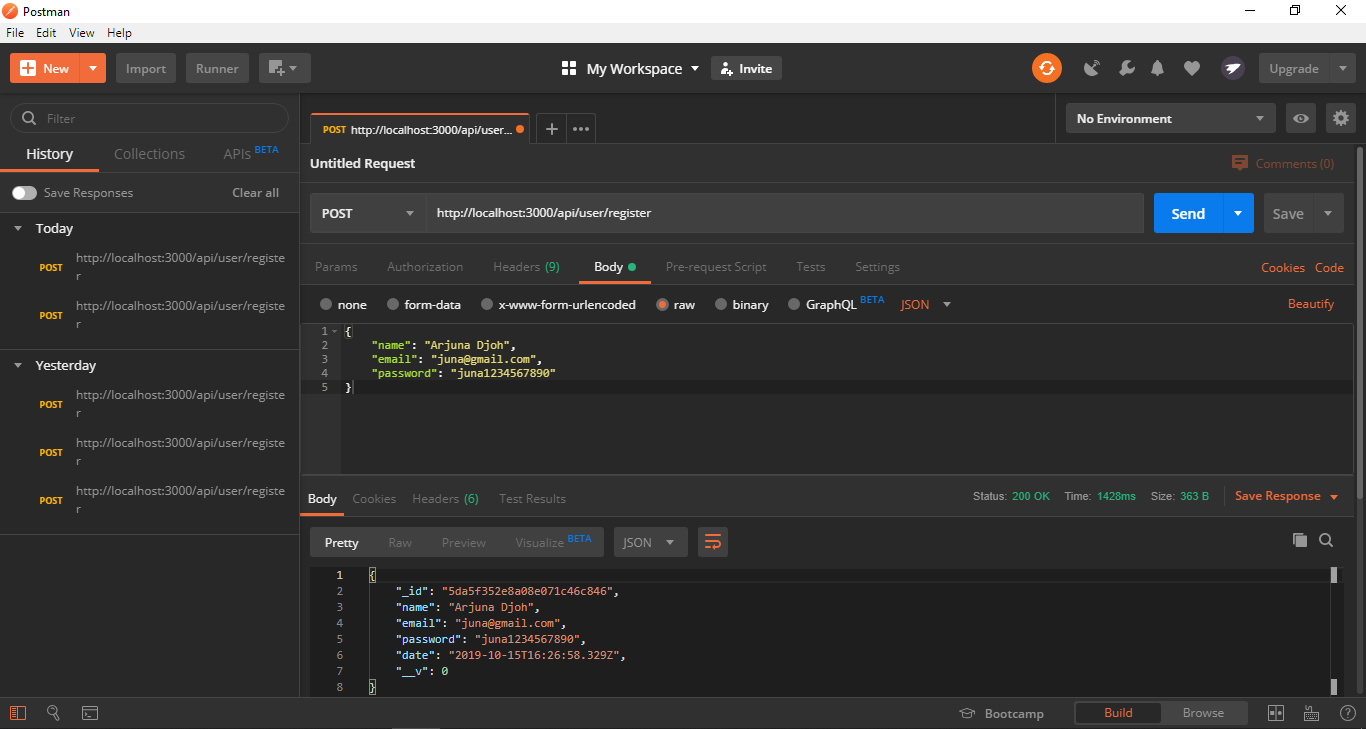 Postman
File Edit View Help
New Import Runner My Workspace Invite Upgrade
Filter
History Collections APIs BETA
Save Responses Clear all
Today
POST http://localhost:3000/api/user/registe
r
POST http://localhost:3000/api/user/registe
r
Yesterday
POST http://localhost:3000/api/user/registe
r
POST http://localhost:3000/api/user/registe
r
POST http://localhost:3000/api/user/registe
r
POST http://localhost:3000/api/user... No Environment
Untitled Request Comments (0)
POST http://localhost:3000/api/user/register Send Save
Params Authorization Headers (9) Body Pre-request Script Tests Settings Cookies Code
none form-data x-www-form-urlencoded raw binary GraphQL BETA JSON Beautify
1 {
2 "name": "Arjuna Djoh",
3 "email": "juna@gmail.com",
4 "password": "juna1234567890"
5 }
Body Cookies Headers (6) Test Results Status: 200 OK Time: 1428ms Size: 363 B Save Response
Pretty Raw Preview Visualize BETA JSON
1 {
2 "_id": "5da5f352e8a08e071c46c846",
3 "name": "Arjuna Djoh",
4 "email": "juna@gmail.com",
5 "password": "juna1234567890",
6 "date": "2019-10-15T16:26:58.329Z",
7 "__v": 0
8 }
Bootcamp Build Browse